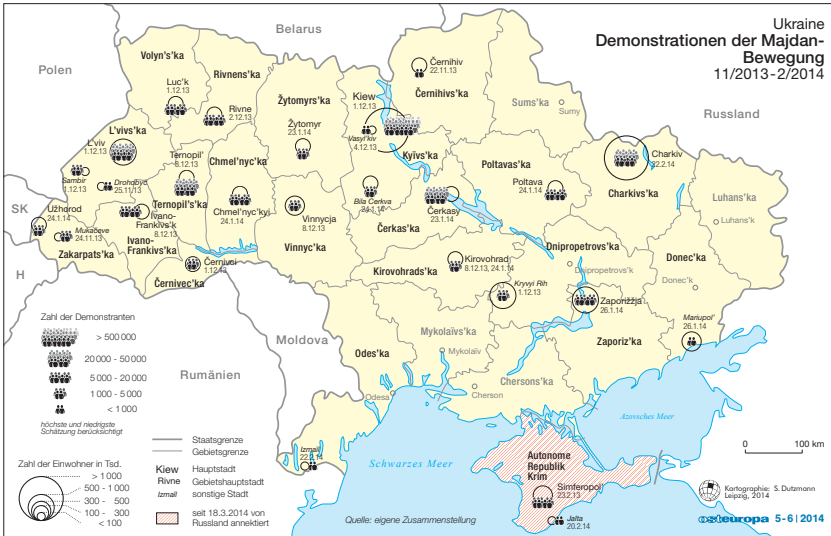 Ukraine
Demonstrationen der Majdan-
Bewegung
11/2013-2/2014
Belarus
Polen
Russland
SK
H
Rumänien
Moldova
Volyns'ka
Luc'k
1.12.13
Rivnens'ka
Rivne
2.12.13
Žytomyrs'ka
Žytomyr
23.1.14
Kiew
1.12.13
Vasyl'kiv
4.12.13
Kyïvs'ka
Černihiv
22.11.13
Černihivs'ka
Sums'ka
Sumy
L'vivs'ka
L'viv
1.12.13
Sambir
1.12.13
Drohobyč
25.11.13
Ternopil'
8.12.13
Ternopil's'ka
Chmel'nyc'ka
Chmel'nyc'kyi
24.1.14
Užhorod
24.1.14
Mukačeve
24.11.13
Zakarpats'ka
Ivano-
Frankivs'k
8.12.13
Ivano-
Frankivs'ka
Černivci
1.12.13
Černivec'ka
Vinnycja
8.12.13
Vinnyc'ka
Bila Cerkva
24.1.14
Čerkasy
23.1.14
Čerkas'ka
Poltavas'ka
Poltava
24.1.14
Charkiv
22.2.14
Charkivs'ka
Luhans'ka
Luhans'k
Kirovohrad
8.12.13, 24.1.14
Kirovohrads'ka
Kryvyi Rih
1.12.13
Dnipropetrovs'ka
Dnipropetrovs'k
Donec'ka
Donec'k
Zaporižžja
26.1.14
Zaporiz'ka
Mariupol'
26.1.14
Mykolaïvs'ka
Mykolaïv
Odes'ka
Odesa
Chersons'ka
Cherson
Izmaïl
22.2.14
Schwarzes Meer
Azovsches Meer
Autonome
Republik
Krim
Simferopol'
23.2.13
Jalta
20.2.14
Zahl der Demonstranten
> 500 000
20 000 - 50 000
5 000 - 20 000
1 000 - 5 000
< 1 000
höchste und niedrigste
Schätzung berücksichtigt
Zahl der Einwohner in Tsd.
> 1 000
500 - 1 000
300 - 500
100 - 300
< 100
Staatsgrenze
Gebietsgrenze
Kiew Hauptstadt
Rivne Gebietshauptstadt
Izmaïl sonstige Stadt
seit 18.3.2014 von
Russland annektiert
Quelle: eigene Zusammenstellung
0 100 km
Kartographie: S. Dutzmann
Leipzig, 2014
osteuropa 5-6 | 2014